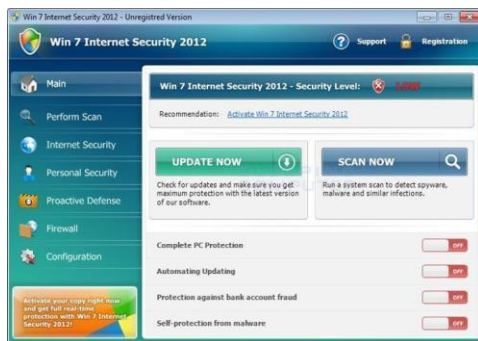 Win 7 Internet Security 2012 - Unregistred Version
Win 7 Internet Security 2012
Support
Registration
Main
Perform Scan
Internet Security
Personal Security
Proactive Defense
Firewall
Configuration
Activate your copy right now
and get full real-time
protection with Win 7 Internet
Security 2012!
Win 7 Internet Security 2012 - Security Level:
LOW
Recommendation: Activate Win 7 Internet Security 2012
UPDATE NOW
Check for updates and make sure you get
maximum protection with the latest version
of our software.
SCAN NOW
Run a system scan to detect spyware,
malware and similar infections.
Complete PC Protection
OFF
Automating Updating
OFF
Protection against bank account fraud
OFF
Self-protection from malware
OFF